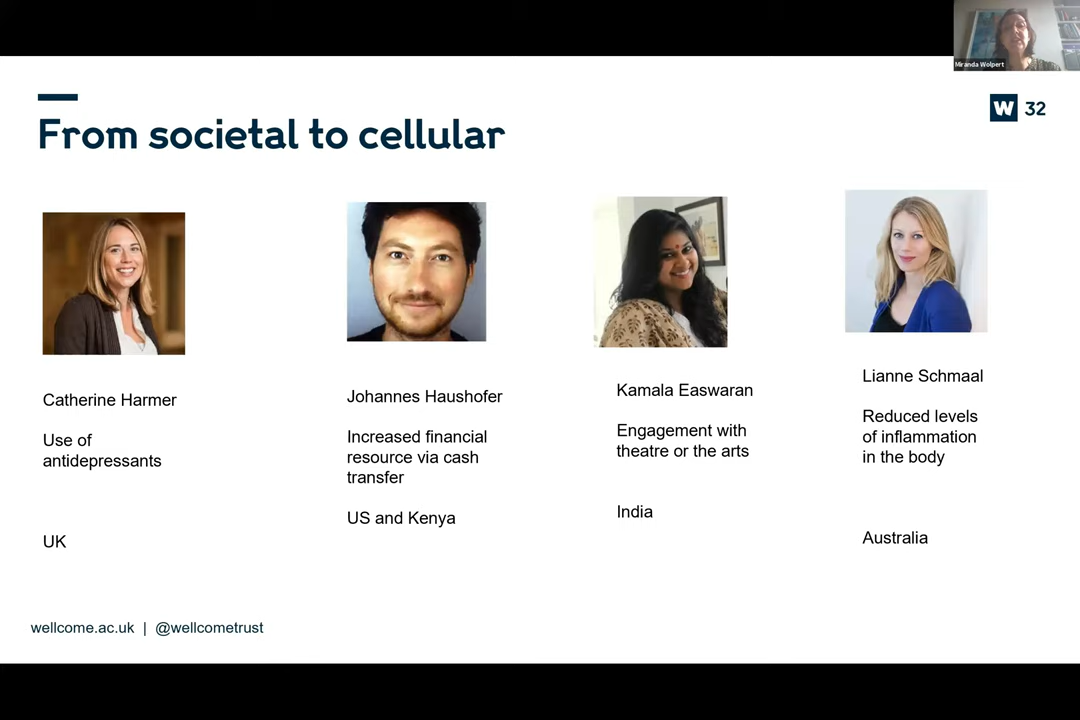 Miranda Wolpert
W 32
From societal to cellular
Catherine Harmer
Use of
antidepressants
UK
Johannes Haushofer
Increased financial
resource via cash
transfer
US and Kenya
Kamala Easwaran
Engagement with
theatre or the arts
India
Lianne Schmaal
Reduced levels
of inflammation
in the body
Australia
wellcome.ac.uk | @wellcometrust